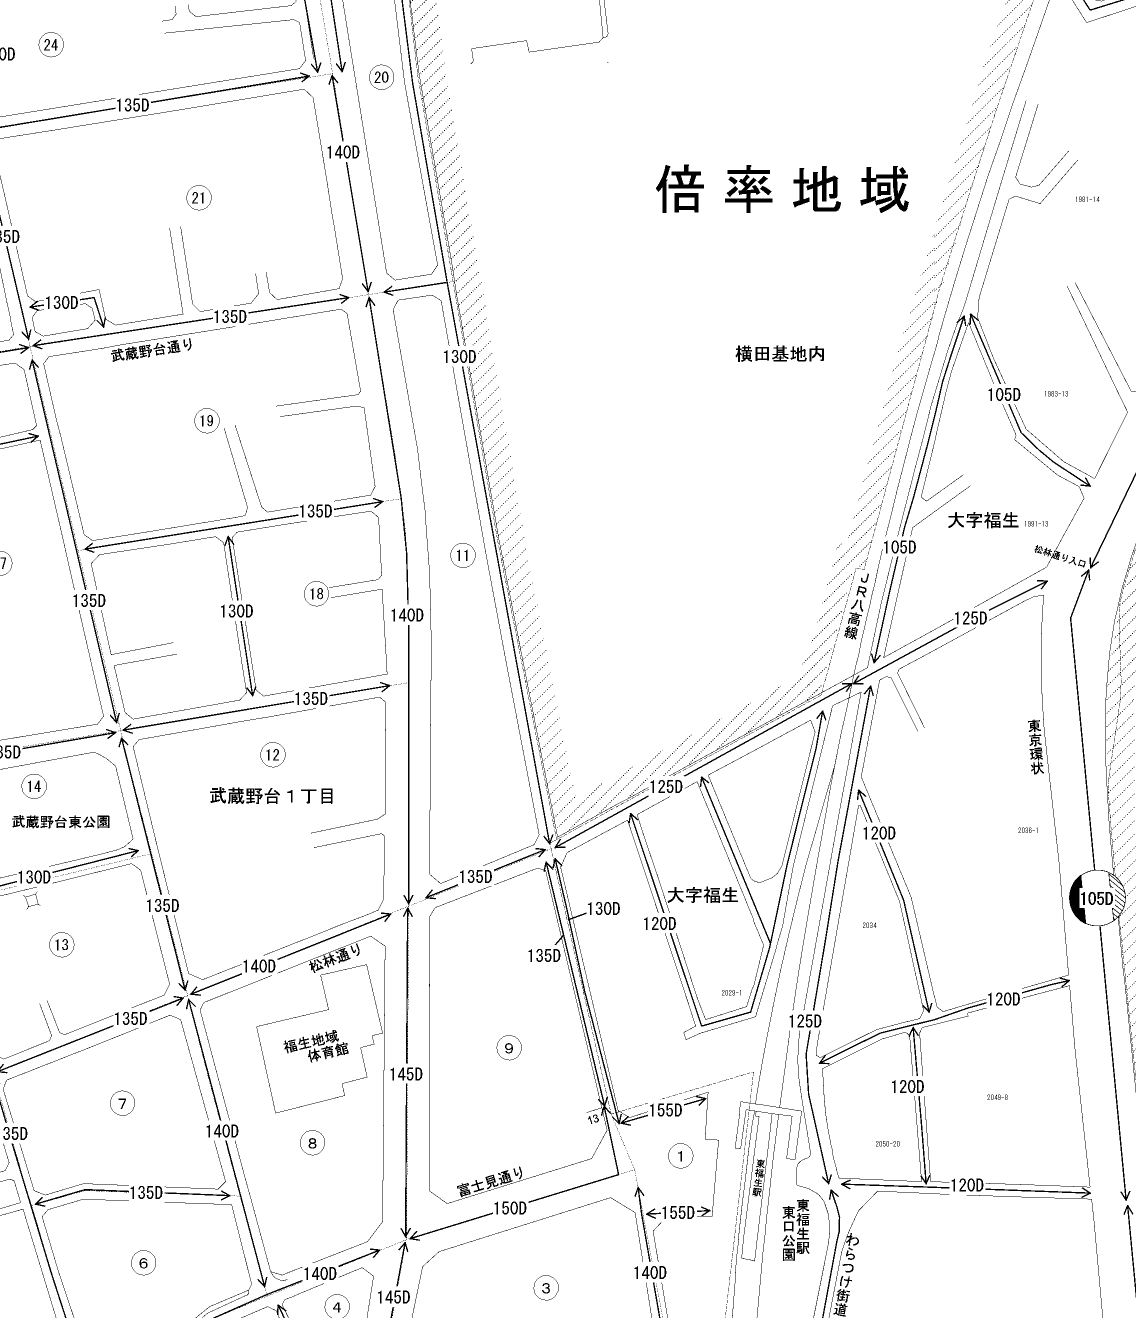 24
20
135D
140D
倍率地域
21
1981-14
35D
130D
135D
武蔵野台通り
130D
横田基地内
105D
1983-13
19
135D
大字福生
1991-13
11
105D
松林通り入口
7
135D
130D
18
140D
JR八高線
125D
135D
35D
12
東京環状
14
武蔵野台1丁目
125D
武蔵野台東公園
120D
2036-1
130D
135D
135D
大字福生
105D
130D
120D
2034
13
140D
松林通り
135D
2029-1
120D
135D
125D
福生地域
体育館
9
145D
120D
2049-8
7
13
155D
35D
140D
8
1
2050-20
東福生駅
135D
富士見通り
120D
150D
155D
東福生駅
東口公園
わらつけ街道
6
140D
140D
145D
3
4